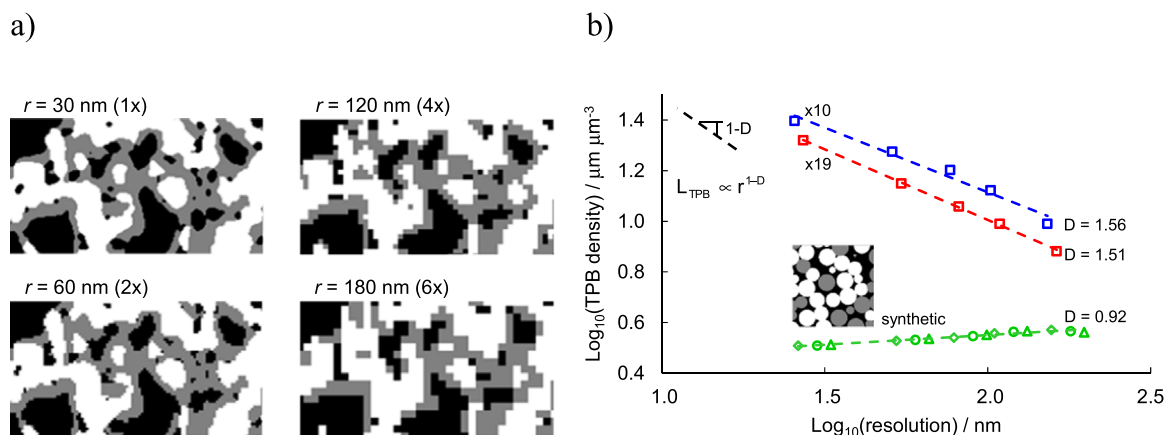 a)
r = 30 nm (1x)
r = 120 nm (4x)
r = 60 nm (2x)
r = 180 nm (6x)
b)
Log10(TPB density) / μm μm-3
1.4
1.2
1.0
0.8
0.6
0.4
1-D
LTPB ∝ r1–D
x10
x19
D = 1.56
D = 1.51
synthetic
D = 0.92
1.0 1.5 2.0 2.5
Log10(resolution) / nm